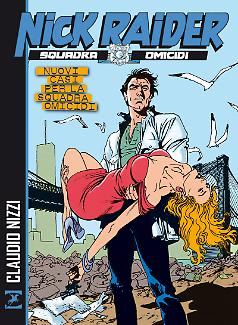 NICK RAIDER
SQUADRA OMICIDI
NUOVI
CASI
PER LA
SQUADRA
OMICIDI
CLAUDIO NIZZI